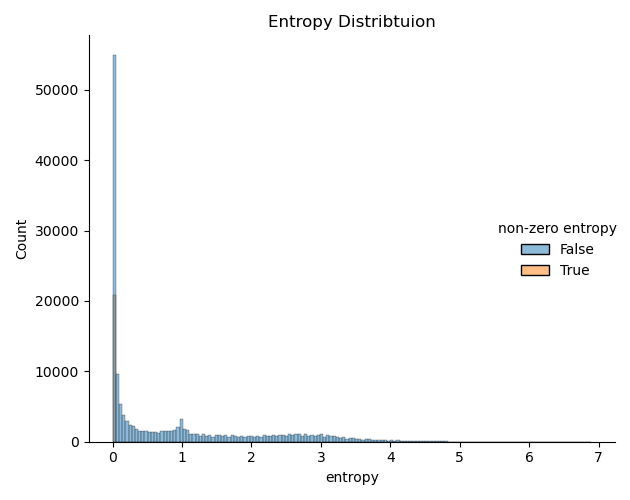 Entropy Distribtuion
50000
40000
30000
20000
10000
0
Count
non-zero entropy
False
True
0 1 2 3 4 5 6 7
entropy